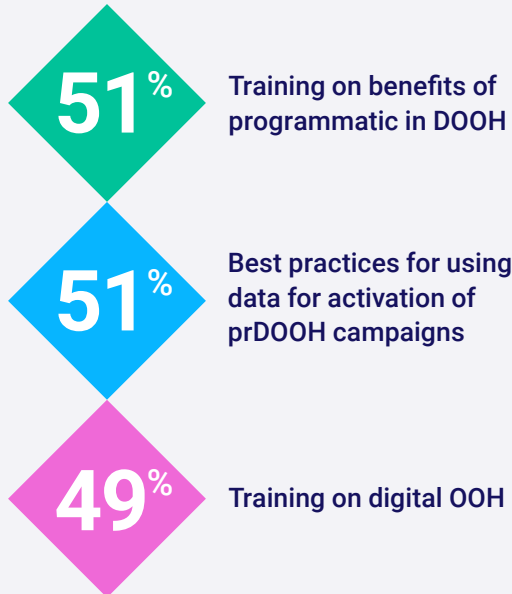 51%
Training on benefits of
programmatic in DOOH
51%
Best practices for using
data for activation of
prDOOH campaigns
49%
Training on digital OOH